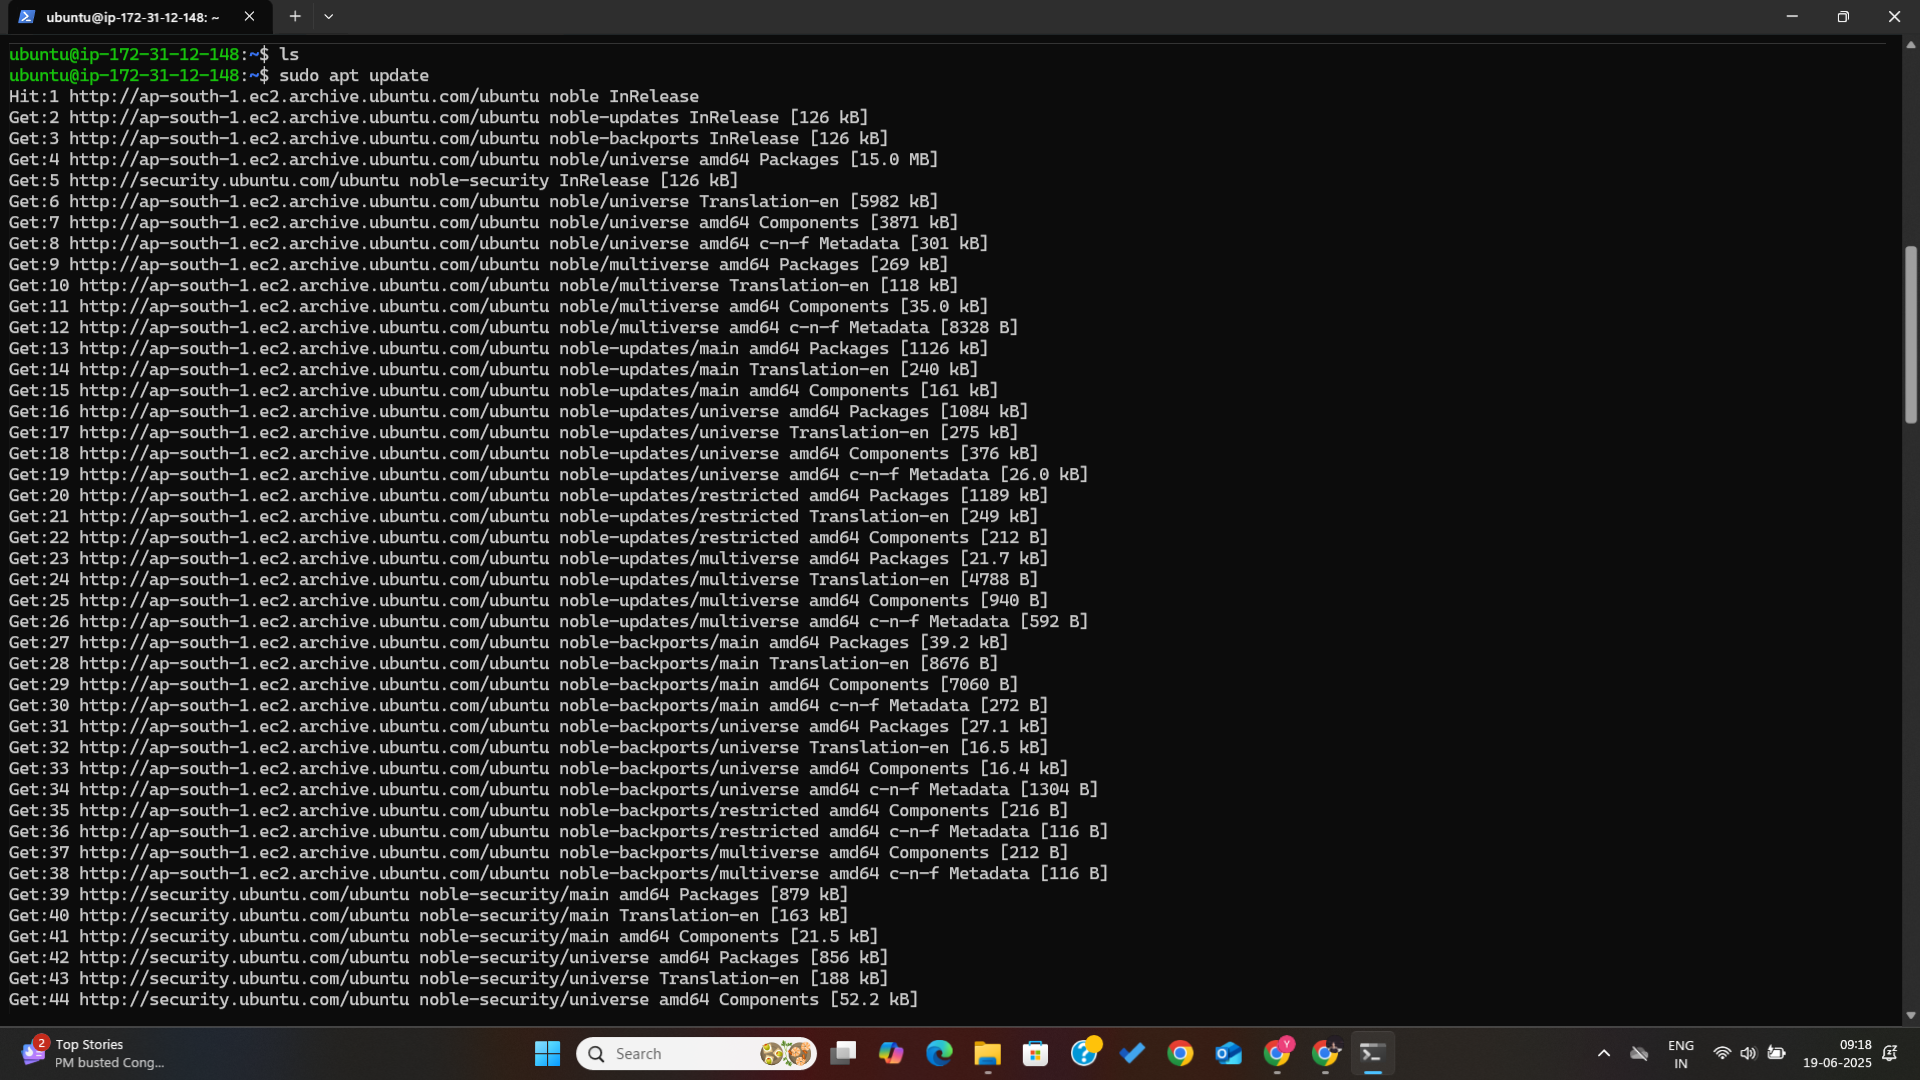 ubuntu@ip-172-31-12-148: ~
ubuntu@ip-172-31-12-148:~$ ls
ubuntu@ip-172-31-12-148:~$ sudo apt update
Hit:1 http://ap-south-1.ec2.archive.ubuntu.com/ubuntu noble InRelease
Get:2 http://ap-south-1.ec2.archive.ubuntu.com/ubuntu noble-updates InRelease [126 kB]
Get:3 http://ap-south-1.ec2.archive.ubuntu.com/ubuntu noble-backports InRelease [126 kB]
Get:4 http://ap-south-1.ec2.archive.ubuntu.com/ubuntu noble/universe amd64 Packages [15.0 MB]
Get:5 http://security.ubuntu.com/ubuntu noble-security InRelease [126 kB]
Get:6 http://ap-south-1.ec2.archive.ubuntu.com/ubuntu noble/universe Translation-en [5982 kB]
Get:7 http://ap-south-1.ec2.archive.ubuntu.com/ubuntu noble/universe amd64 Components [3871 kB]
Get:8 http://ap-south-1.ec2.archive.ubuntu.com/ubuntu noble/universe amd64 c-n-f Metadata [301 kB]
Get:9 http://ap-south-1.ec2.archive.ubuntu.com/ubuntu noble/multiverse amd64 Packages [269 kB]
Get:10 http://ap-south-1.ec2.archive.ubuntu.com/ubuntu noble/multiverse Translation-en [118 kB]
Get:11 http://ap-south-1.ec2.archive.ubuntu.com/ubuntu noble/multiverse amd64 Components [35.0 kB]
Get:12 http://ap-south-1.ec2.archive.ubuntu.com/ubuntu noble/multiverse amd64 c-n-f Metadata [8328 B]
Get:13 http://ap-south-1.ec2.archive.ubuntu.com/ubuntu noble-updates/main amd64 Packages [1126 kB]
Get:14 http://ap-south-1.ec2.archive.ubuntu.com/ubuntu noble-updates/main Translation-en [240 kB]
Get:15 http://ap-south-1.ec2.archive.ubuntu.com/ubuntu noble-updates/main amd64 Components [161 kB]
Get:16 http://ap-south-1.ec2.archive.ubuntu.com/ubuntu noble-updates/universe amd64 Packages [1084 kB]
Get:17 http://ap-south-1.ec2.archive.ubuntu.com/ubuntu noble-updates/universe Translation-en [275 kB]
Get:18 http://ap-south-1.ec2.archive.ubuntu.com/ubuntu noble-updates/universe amd64 Components [376 kB]
Get:19 http://ap-south-1.ec2.archive.ubuntu.com/ubuntu noble-updates/universe amd64 c-n-f Metadata [26.0 kB]
Get:20 http://ap-south-1.ec2.archive.ubuntu.com/ubuntu noble-updates/restricted amd64 Packages [1189 kB]
Get:21 http://ap-south-1.ec2.archive.ubuntu.com/ubuntu noble-updates/restricted Translation-en [249 kB]
Get:22 http://ap-south-1.ec2.archive.ubuntu.com/ubuntu noble-updates/restricted amd64 Components [212 B]
Get:23 http://ap-south-1.ec2.archive.ubuntu.com/ubuntu noble-updates/multiverse amd64 Packages [21.7 kB]
Get:24 http://ap-south-1.ec2.archive.ubuntu.com/ubuntu noble-updates/multiverse Translation-en [4788 B]
Get:25 http://ap-south-1.ec2.archive.ubuntu.com/ubuntu noble-updates/multiverse amd64 Components [940 B]
Get:26 http://ap-south-1.ec2.archive.ubuntu.com/ubuntu noble-updates/multiverse amd64 c-n-f Metadata [592 B]
Get:27 http://ap-south-1.ec2.archive.ubuntu.com/ubuntu noble-backports/main amd64 Packages [39.2 kB]
Get:28 http://ap-south-1.ec2.archive.ubuntu.com/ubuntu noble-backports/main Translation-en [8676 B]
Get:29 http://ap-south-1.ec2.archive.ubuntu.com/ubuntu noble-backports/main amd64 Components [7060 B]
Get:30 http://ap-south-1.ec2.archive.ubuntu.com/ubuntu noble-backports/main amd64 c-n-f Metadata [272 B]
Get:31 http://ap-south-1.ec2.archive.ubuntu.com/ubuntu noble-backports/universe amd64 Packages [27.1 kB]
Get:32 http://ap-south-1.ec2.archive.ubuntu.com/ubuntu noble-backports/universe Translation-en [16.5 kB]
Get:33 http://ap-south-1.ec2.archive.ubuntu.com/ubuntu noble-backports/universe amd64 Components [16.4 kB]
Get:34 http://ap-south-1.ec2.archive.ubuntu.com/ubuntu noble-backports/universe amd64 c-n-f Metadata [1304 B]
Get:35 http://ap-south-1.ec2.archive.ubuntu.com/ubuntu noble-backports/restricted amd64 Components [216 B]
Get:36 http://ap-south-1.ec2.archive.ubuntu.com/ubuntu noble-backports/restricted amd64 c-n-f Metadata [116 B]
Get:37 http://ap-south-1.ec2.archive.ubuntu.com/ubuntu noble-backports/multiverse amd64 Components [212 B]
Get:38 http://ap-south-1.ec2.archive.ubuntu.com/ubuntu noble-backports/multiverse amd64 c-n-f Metadata [116 B]
Get:39 http://security.ubuntu.com/ubuntu noble-security/main amd64 Packages [879 kB]
Get:40 http://security.ubuntu.com/ubuntu noble-security/main Translation-en [163 kB]
Get:41 http://security.ubuntu.com/ubuntu noble-security/main amd64 Components [21.5 kB]
Get:42 http://security.ubuntu.com/ubuntu noble-security/universe amd64 Packages [856 kB]
Get:43 http://security.ubuntu.com/ubuntu noble-security/universe Translation-en [188 kB]
Get:44 http://security.ubuntu.com/ubuntu noble-security/universe amd64 Components [52.2 kB]
2
Top Stories
PM busted Cong...
Search
Y
ENG
IN
09:18
19-06-2025